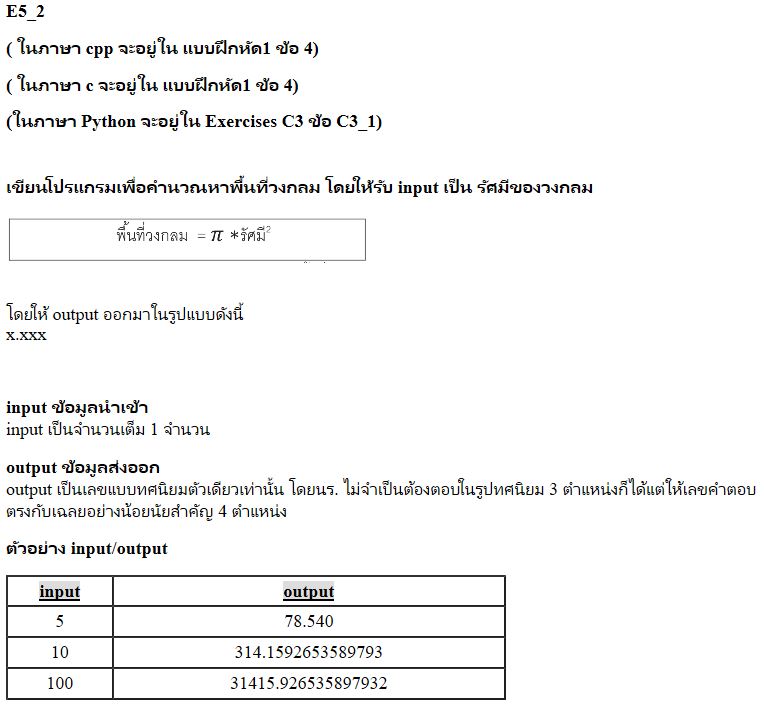 E5_2
( ในภาษา cpp จะอยู่ใน แบบฝึกหัด1 ข้อ 4)
( ในภาษา c จะอยู่ใน แบบฝึกหัด1 ข้อ 4)
(ในภาษา Python จะอยู่ใน Exercises C3 ข้อ C3_1)
เขียนโปรแกรมเพื่อคำนวณหาพื้นที่วงกลม โดยให้รับ input เป็น รัศมีของวงกลม
พื้นที่วงกลม = π *รัศมี²
โดยให้ output ออกมาในรูปแบบดังนี้
x.xxx
input ข้อมูลนำเข้า
input เป็นจำนวนเต็ม 1 จำนวน
output ข้อมูลส่งออก
output เป็นเลขแบบทศนิยมตัวเดียวเท่านั้น โดยนร. ไม่จำเป็นต้องตอบในรูปทศนิยม 3 ตำแหน่งก็ได้แต่ให้เลขคำตอบ
ตรงกับเฉลยอย่างน้อยนัยสำคัญ 4 ตำแหน่ง
ตัวอย่าง input/output
input output
5 78.540
10 314.1592653589793
100 31415.926535897932